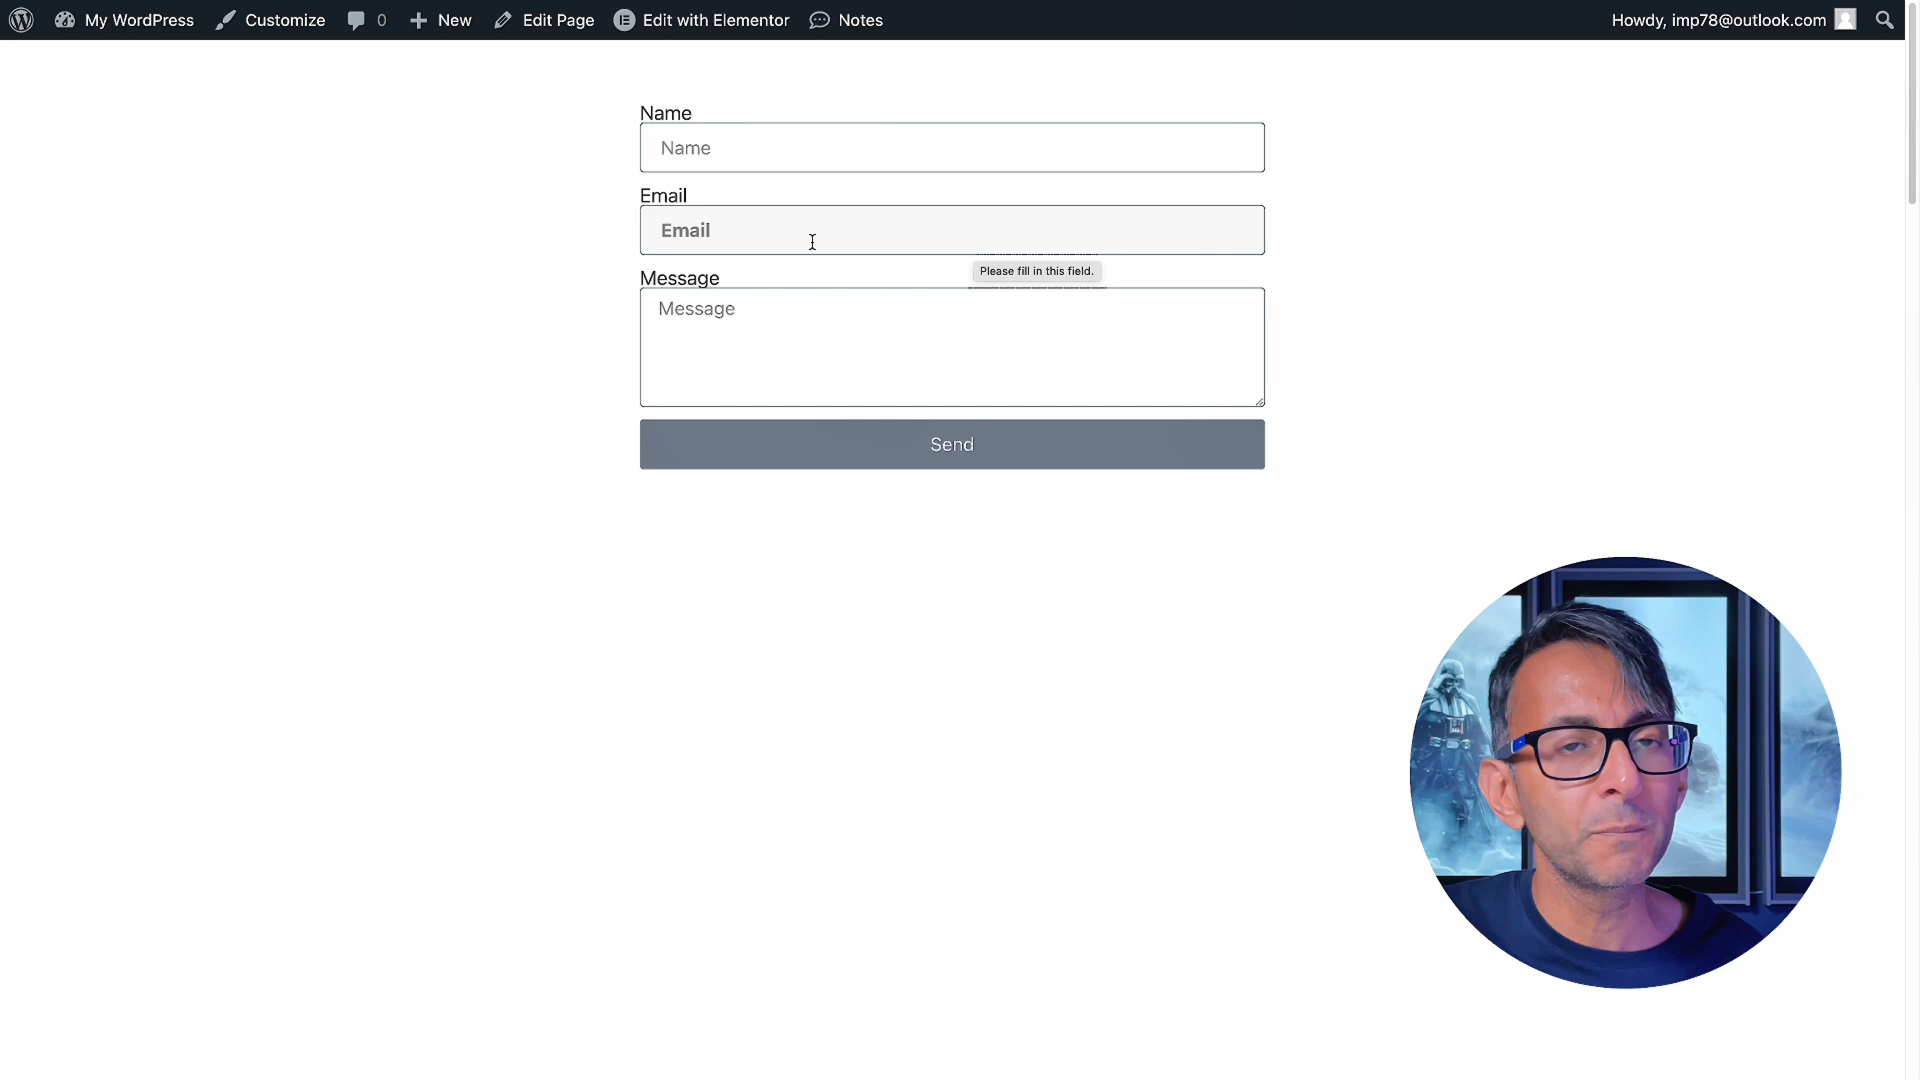 My WordPress Customize 0 New Edit Page Edit with Elementor Notes Howdy, imp78@outlook.com
Name
Name
Email
Email
Please fill in this field.
Message
Message
Send